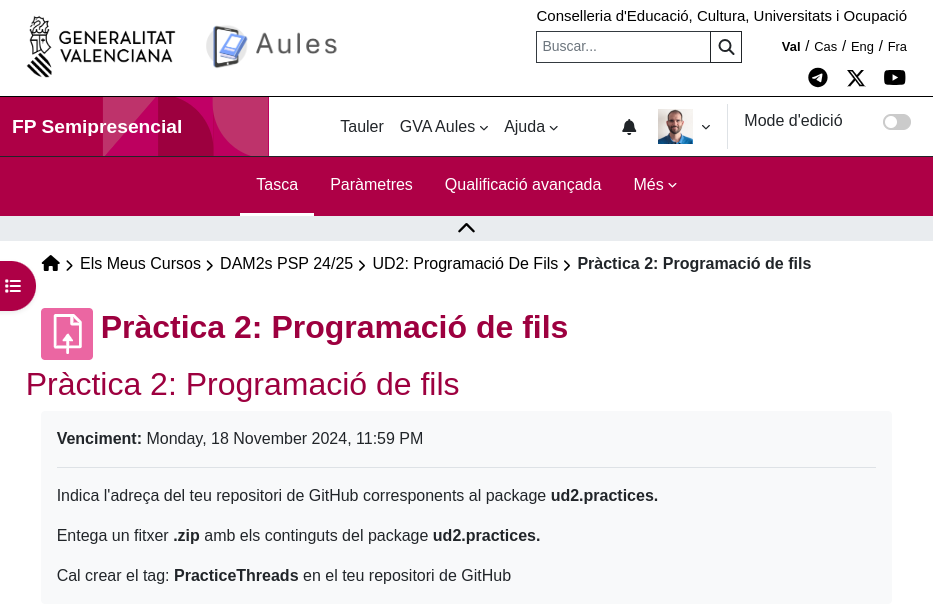 Conselleria d'Educació, Cultura, Universitats i Ocupació
GENERALITAT
VALENCIANA
Aules
Buscar...
Val / Cas / Eng / Fra
FP Semipresencial
Tauler GVA Aules Ajuda
Mode d'edició
Tasca Paràmetres Qualificació avançada Més
Els Meus Cursos DAM2s PSP 24/25 UD2: Programació De Fils Pràctica 2: Programació de fils
Pràctica 2: Programació de fils
Pràctica 2: Programació de fils
Venciment: Monday, 18 November 2024, 11:59 PM
Indica l'adreça del teu repositori de GitHub corresponents al package ud2.practices.
Entega un fitxer .zip amb els continguts del package ud2.practices.
Cal crear el tag: PracticeThreads en el teu repositori de GitHub